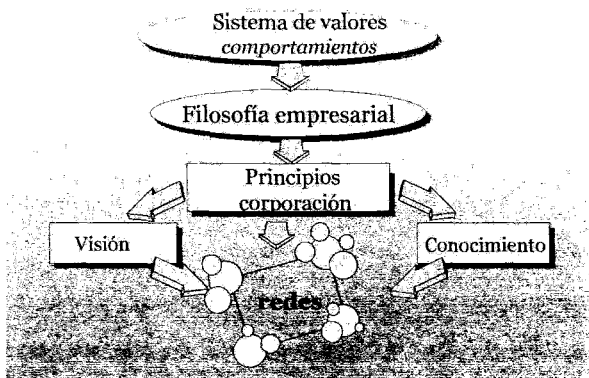 Sistema de valores
comportamientos
Filosofía empresarial
Principios
corporación
Visión
Conocimiento
redes